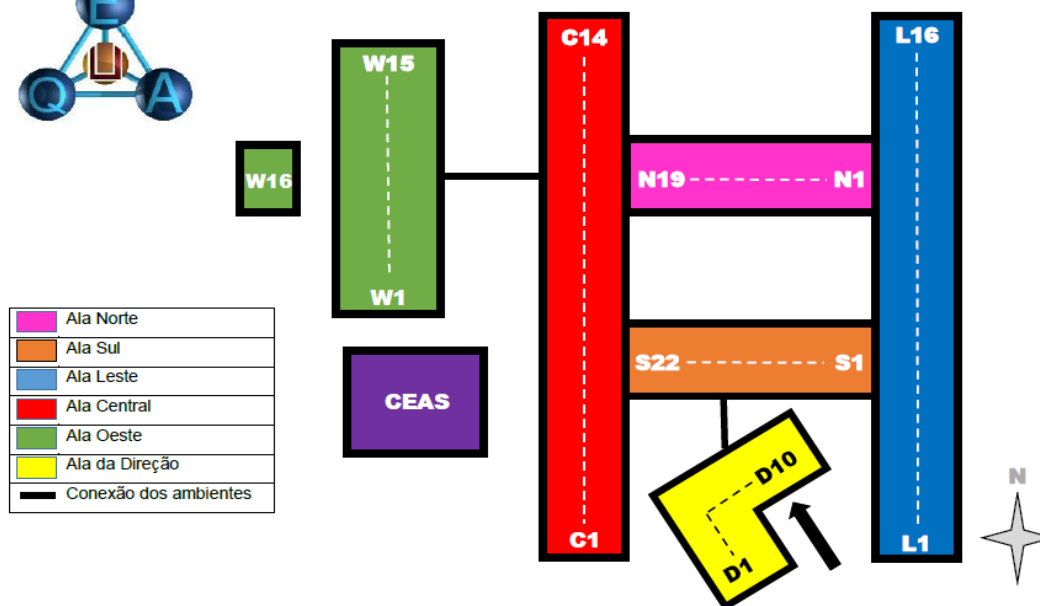 E
L
Q A
C14
L16
W15
W16
N19 N1
W1
Ala Norte
Ala Sul
Ala Leste
Ala Central
Ala Oeste
Ala da Direção
Conexão dos ambientes
S22 S1
CEAS
D10
D1
C1
L1
N